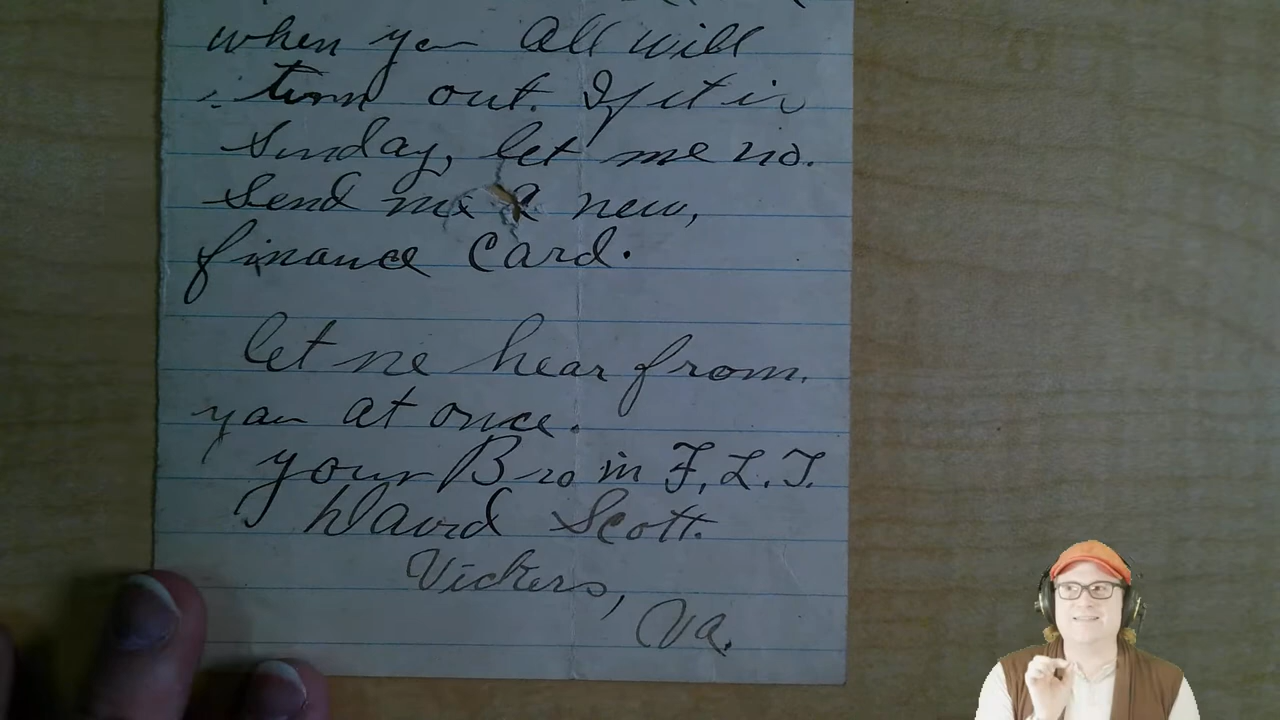 when you all will
turn out. If it is
Sunday, let me no.
Send me a new,
finance Card.
let me hear from.
you at once.
your Bro in F, L. T.
David Scott.
Vickers,
Va.